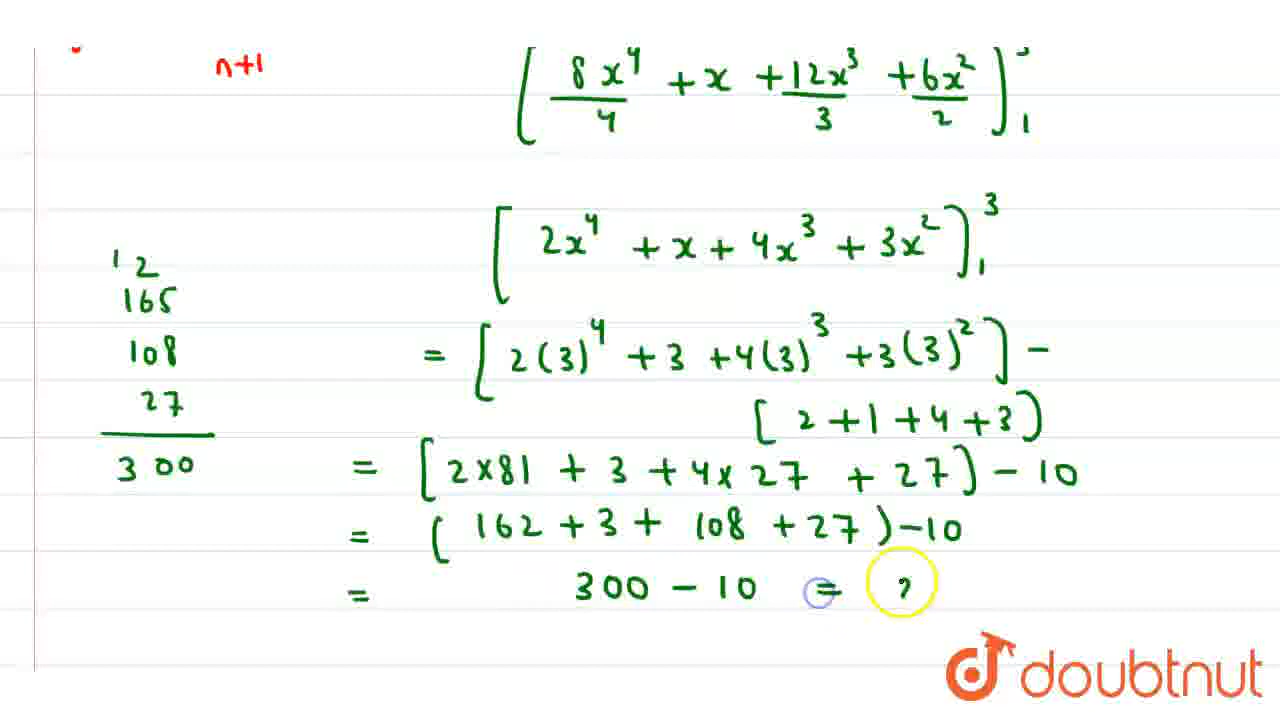 n+1
[ 8x⁴/4 + x + 12x³/3 + 6x²/2 ]₁³
[ 2x⁴ + x + 4x³ + 3x² ]₁³
1 2
165
108
27
300
= [ 2(3)⁴ + 3 + 4(3)³ + 3(3)² ] −
[ 2 + 1 + 4 + 3 )
= [ 2×81 + 3 + 4×27 + 27 ) − 10
= ( 162 + 3 + 108 + 27 ) − 10
= 300 − 10 =
doubtnut